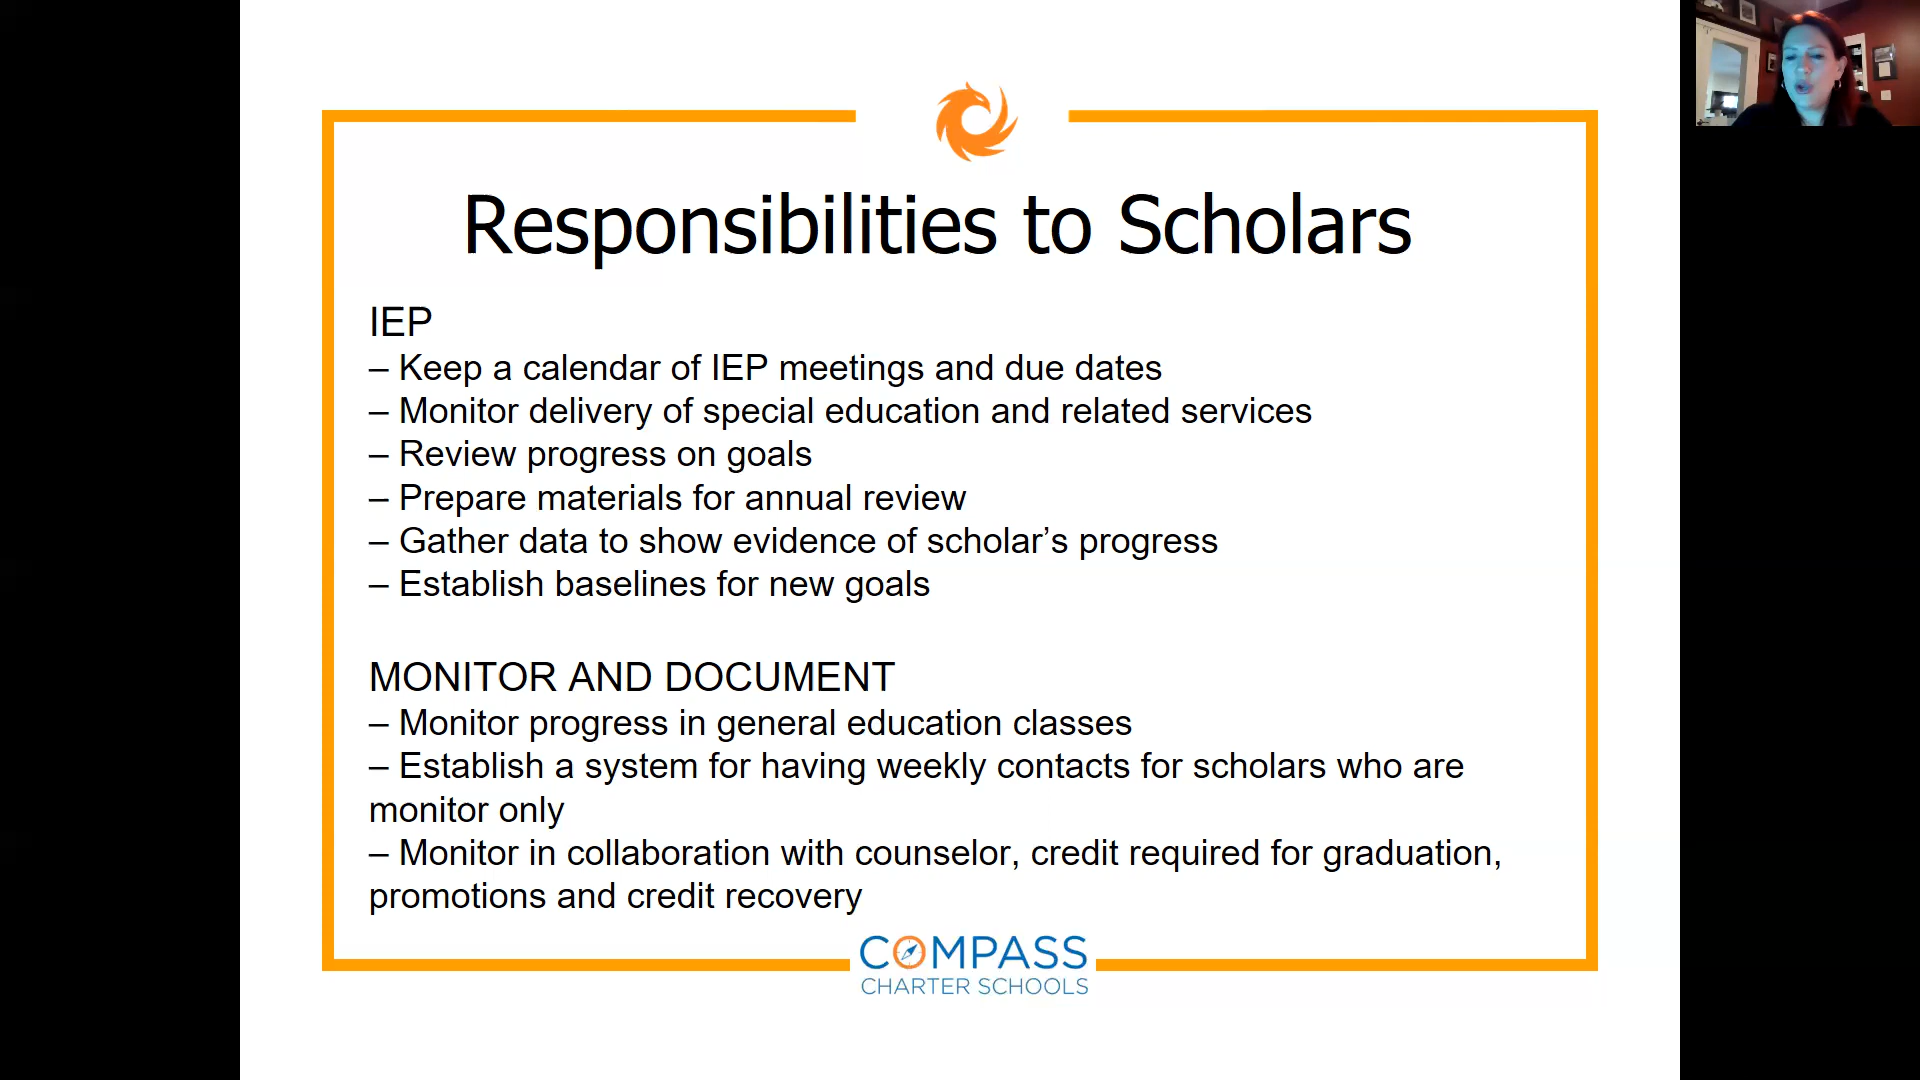 Responsibilities to Scholars
IEP
– Keep a calendar of IEP meetings and due dates
– Monitor delivery of special education and related services
– Review progress on goals
– Prepare materials for annual review
– Gather data to show evidence of scholar’s progress
– Establish baselines for new goals
MONITOR AND DOCUMENT
– Monitor progress in general education classes
– Establish a system for having weekly contacts for scholars who are
monitor only
– Monitor in collaboration with counselor, credit required for graduation,
promotions and credit recovery
COMPASS
CHARTER SCHOOLS